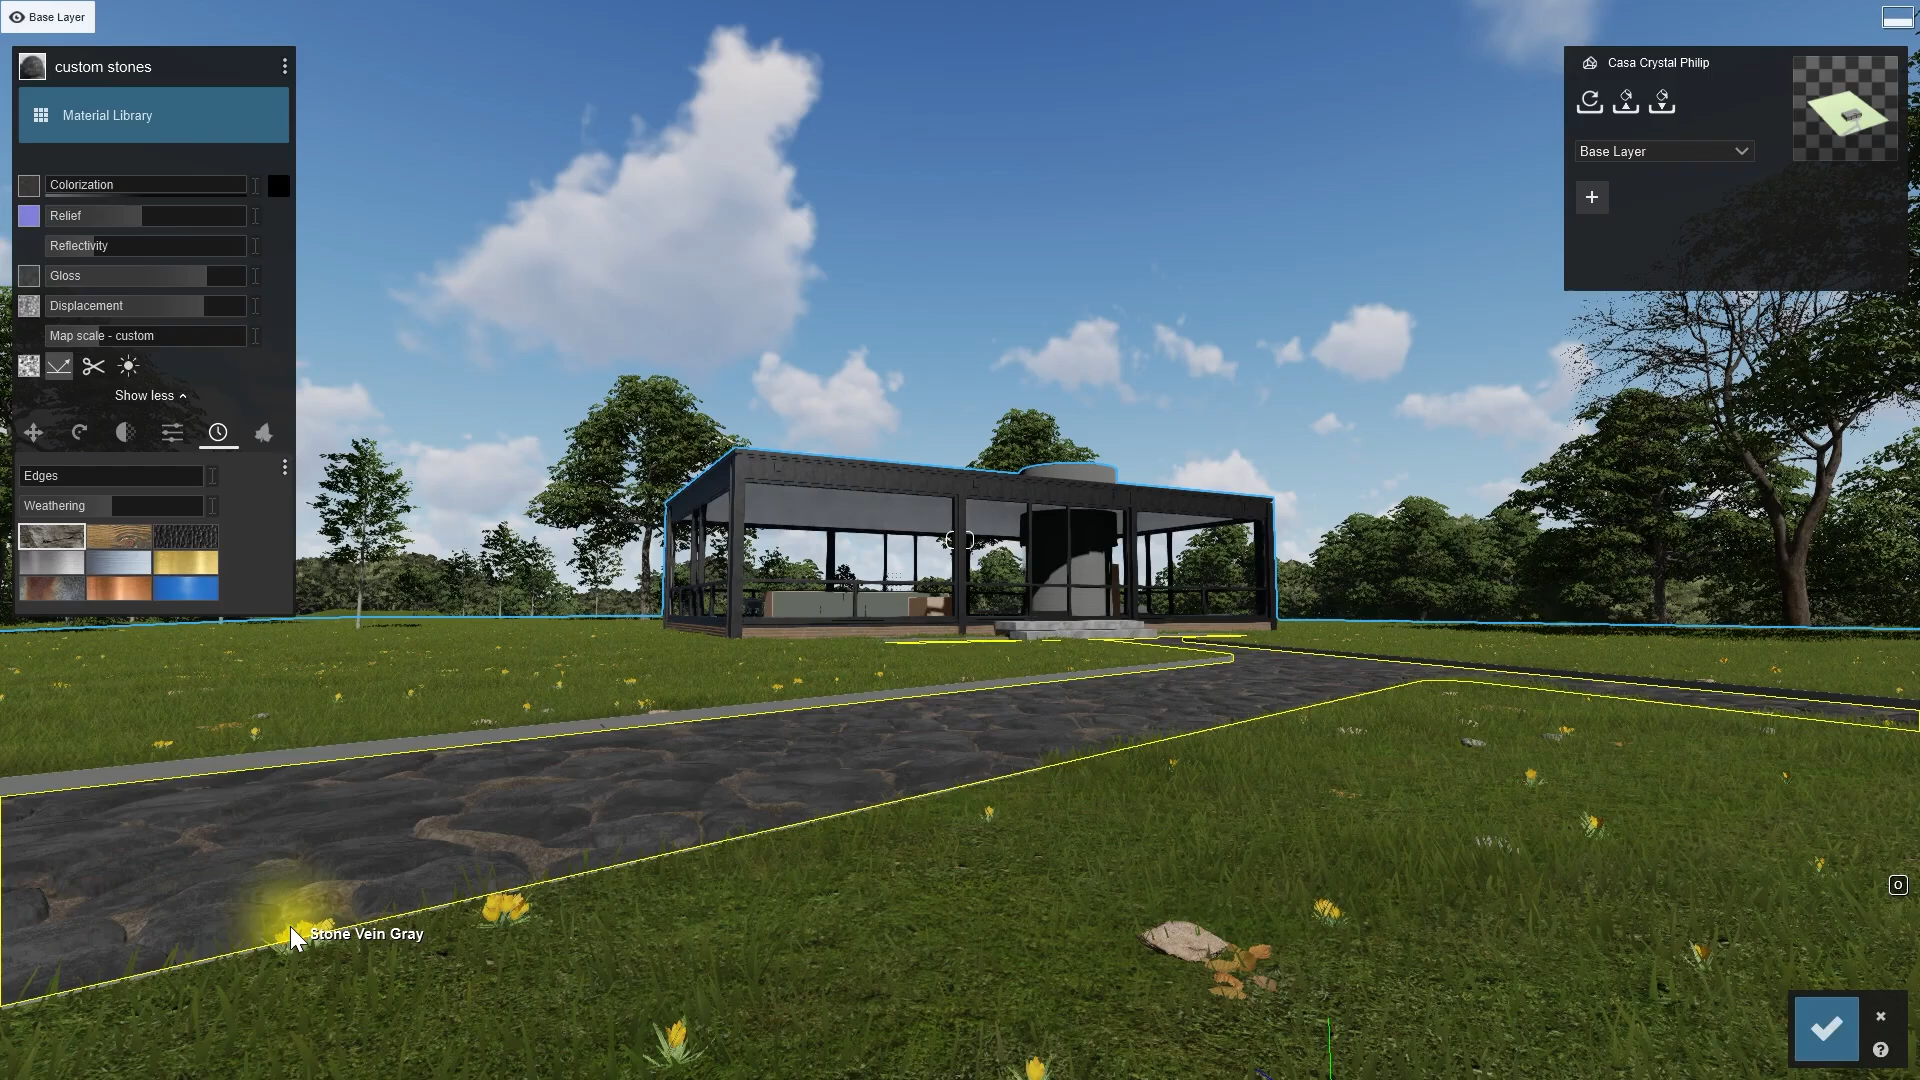 Base Layer
custom stones
Material Library
Colorization
Relief
Reflectivity
Gloss
Displacement
Map scale - custom
Show less
Edges
Weathering
Casa Crystal Philip
Base Layer
+
Stone Vein Gray
O
?